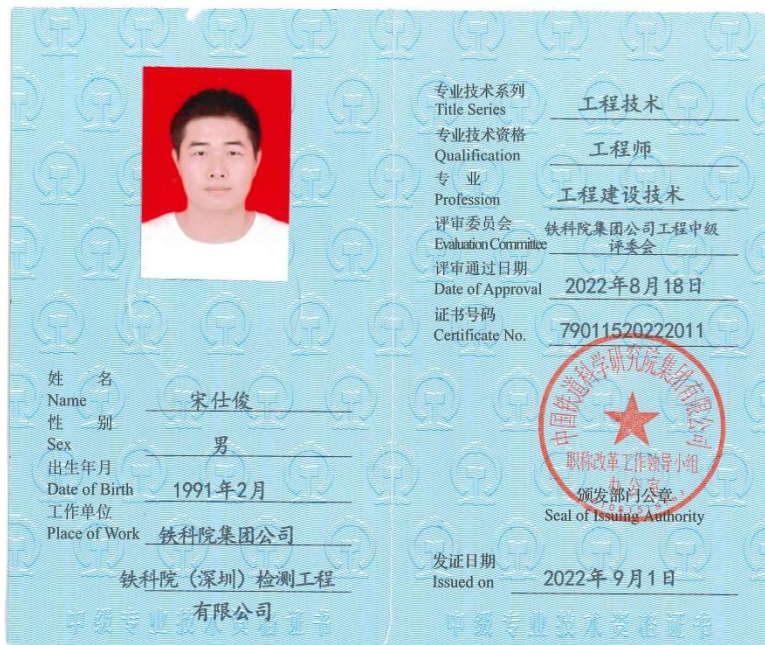 姓 名
Name 宋仕俊
性 别
Sex 男
出生年月
Date of Birth 1991年2月
工作单位
Place of Work 铁科院集团公司
铁科院（深圳）检测工程
有限公司
中级专业技术资格证书
专业技术系列
Title Series 工程技术
专业技术资格
Qualification 工程师
专 业
Profession 工程建设技术
评审委员会
Evaluation Committee 铁科院集团公司工程中级
评委会
评审通过日期
Date of Approval 2022年8月18日
证书号码
Certificate No. 79011520222011
中国铁道科学研究院集团有限公司
职称改革工作领导小组
办公室
颁发部门公章
Seal of Issuing Authority
发证日期
Issued on 2022年9月1日
中级专业技术资格证书